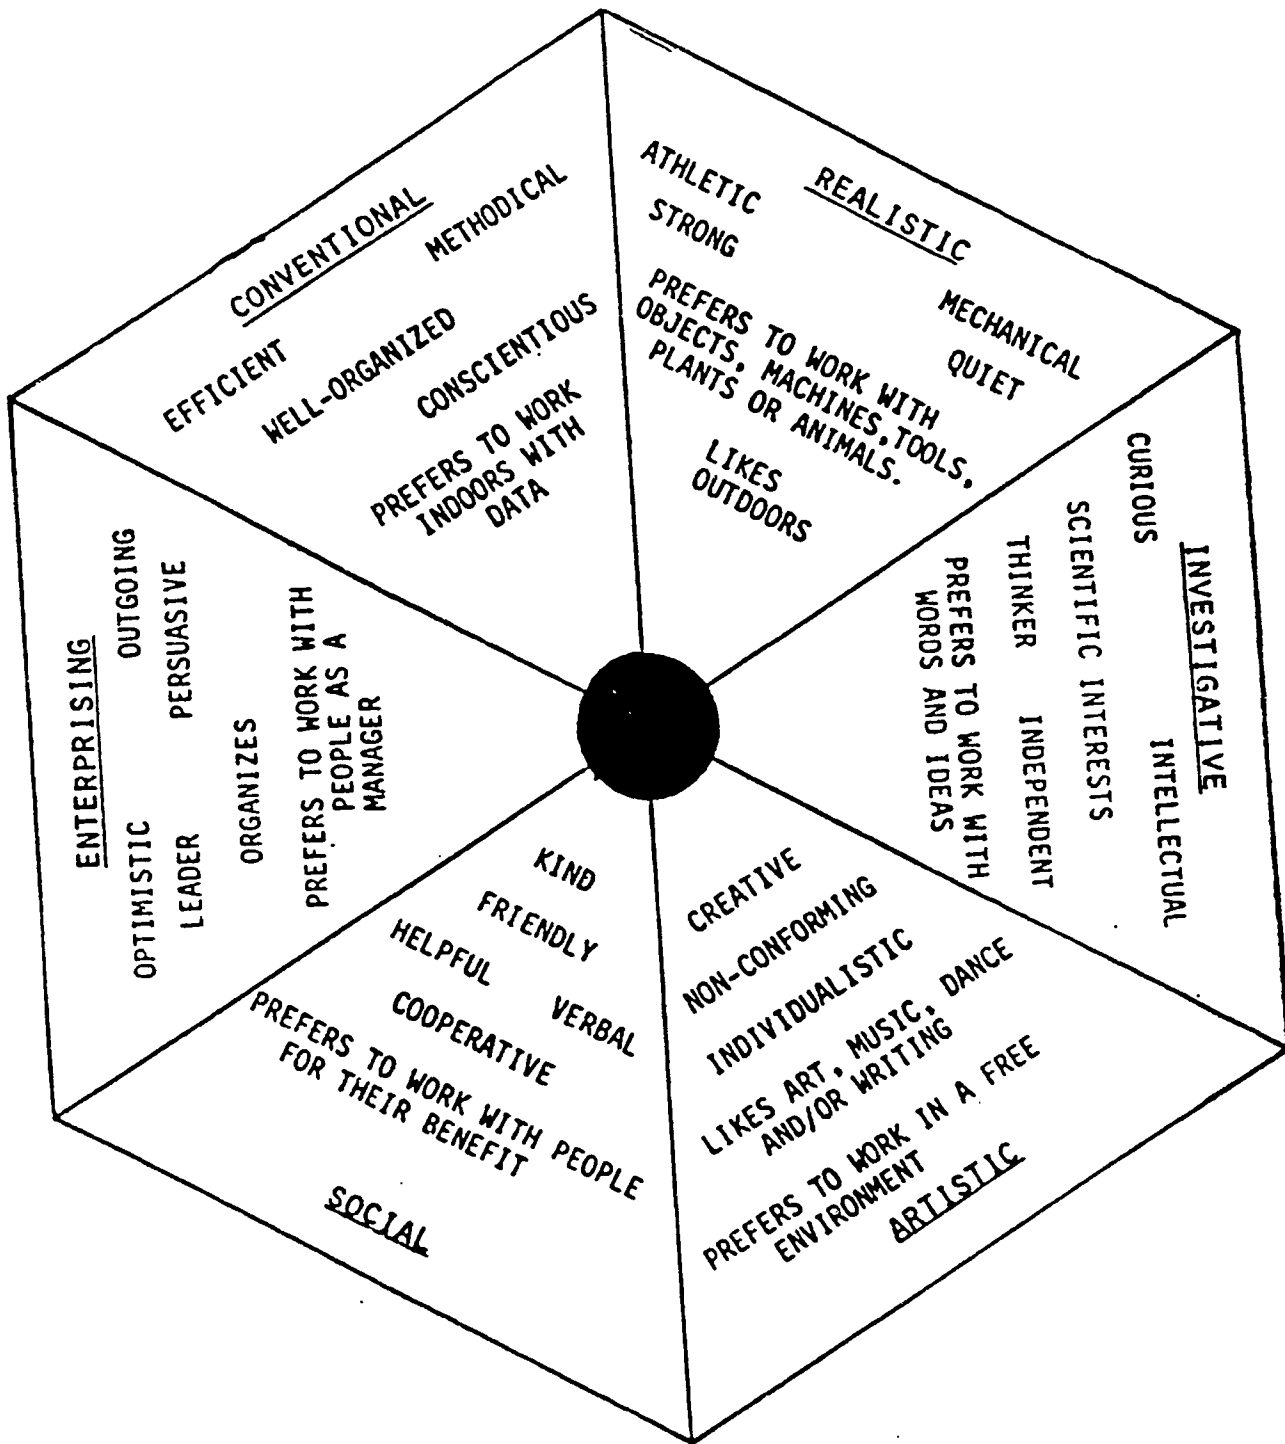 CONVENTIONAL
METHODICAL
EFFICIENT
WELL-ORGANIZED
CONSCIENTIOUS
PREFERS TO WORK
INDOORS WITH
DATA
REALISTIC
ATHLETIC
STRONG
MECHANICAL
QUIET
PREFERS TO WORK WITH
OBJECTS, MACHINES, TOOLS,
PLANTS OR ANIMALS.
LIKES
OUTDOORS
INVESTIGATIVE
CURIOUS
INTELLECTUAL
SCIENTIFIC INTERESTS
THINKER
INDEPENDENT
PREFERS TO WORK WITH
WORDS AND IDEAS
CREATIVE
NON-CONFORMING
INDIVIDUALISTIC
LIKES ART, MUSIC, DANCE
AND/OR WRITING
PREFERS TO WORK IN A FREE
ENVIRONMENT
ARTISTIC
KIND
FRIENDLY
HELPFUL
VERBAL
COOPERATIVE
PREFERS TO WORK WITH PEOPLE
FOR THEIR BENEFIT
SOCIAL
ENTERPRISING
OUTGOING
OPTIMISTIC
PERSUASIVE
LEADER
ORGANIZES
PREFERS TO WORK WITH
PEOPLE AS A
MANAGER